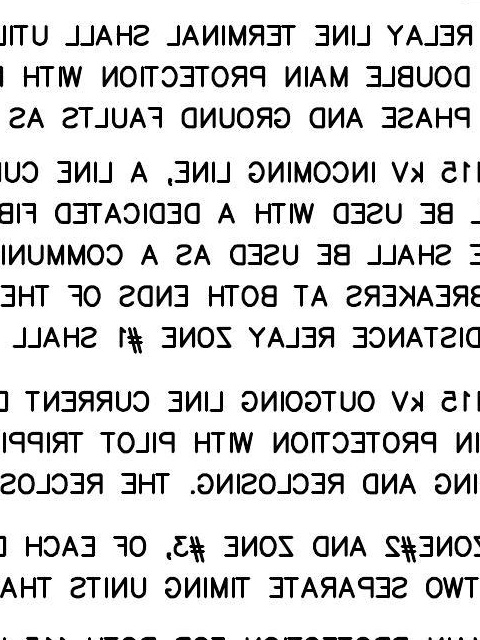 RELAY LINE TERMINAL SHALL UTIL
DOUBLE MAIN PROTECTION WITH
PHASE AND GROUND FAULTS AS
115 kV INCOMING LINE, A LINE CU
BE USED WITH A DEDICATED FIB
E SHALL BE USED AS A COMMUNI
BREAKERS AT BOTH ENDS OF THE
DISTANCE RELAY ZONE #1 SHALL
115 kV OUTGOING LINE CURRENT
IN PROTECTION WITH PILOT TRIPPI
ING AND RECLOSING. THE RECLOS
ZONE#2 AND ZONE #3, OF EACH
TWO SEPARATE TIMING UNITS THA